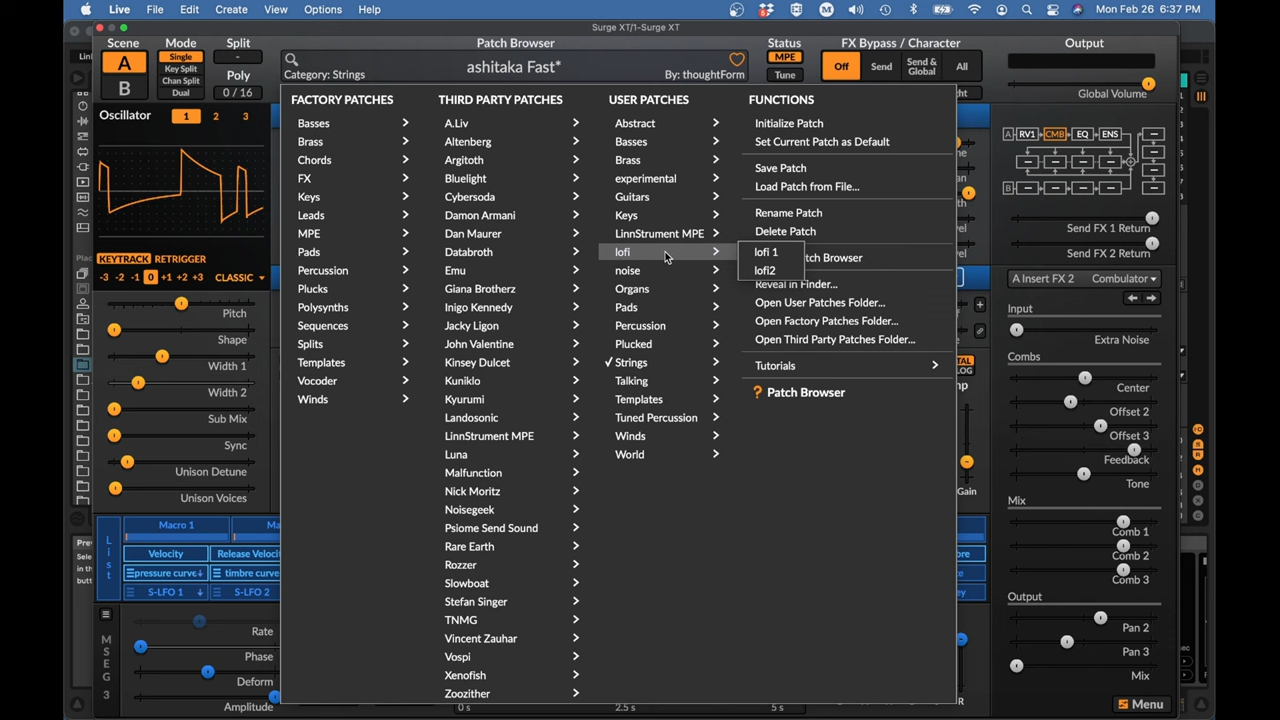 Live File Edit Create View Options Help
Mon Feb 26 6:37 PM
Surge XT/1-Surge XT
Scene
A
B
Mode
Single
Key Split
Chan Split
Dual
Split
-
Poly
0 / 16
Patch Browser
ashitaka Fast*
Category: Strings
By: thoughtForm
Status
MPE
Tune
FX Bypass / Character
Off
Send
Send & Global
All
Output
Global Volume
Oscillator 1 2 3
KEYTRACK RETRIGGER
-3 -2 -1 0 +1 +2 +3 CLASSIC
Pitch
Shape
Width 1
Width 2
Sub Mix
Sync
Unison Detune
Unison Voices
FACTORY PATCHES
Basses
Brass
Chords
FX
Keys
Leads
MPE
Pads
Percussion
Plucks
Polysynths
Sequences
Splits
Templates
Vocoder
Winds
THIRD PARTY PATCHES
A.Liv
Altenberg
Argitoth
Bluelight
Cybersoda
Damon Armani
Dan Maurer
Databroth
Emu
Giana Brotherz
Inigo Kennedy
Jacky Ligon
John Valentine
Kinsey Dulcet
Kuniklo
Kyurumi
Landosonic
LinnStrument MPE
Luna
Malfunction
Nick Moritz
Noisegeek
Psiome Send Sound
Rare Earth
Rozzer
Slowboat
Stefan Singer
TNMG
Vincent Zauhar
Vospi
Xenofish
Zoozither
USER PATCHES
Abstract
Basses
Brass
experimental
Guitars
Keys
LinnStrument MPE
lofi
noise
Organs
Pads
Percussion
Plucked
✓ Strings
Talking
Templates
Tuned Percussion
Winds
World
lofi 1
lofi2
FUNCTIONS
Initialize Patch
Set Current Patch as Default
Save Patch
Load Patch from File...
Rename Patch
Delete Patch
tch Browser
Reveal in Finder...
Open User Patches Folder...
Open Factory Patches Folder...
Open Third Party Patches Folder...
Tutorials
? Patch Browser
A RV1 CMB EQ ENS
B
Send FX 1 Return
Send FX 2 Return
A Insert FX 2 Combulator
Input
Extra Noise
Combs
Center
Offset 2
Offset 3
Feedback
Tone
Mix
Comb 1
Comb 2
Comb 3
Output
Pan 2
Pan 3
Mix
Menu
Gain
List
Macro 1
Velocity Release Velocit
pressure curve timbre curve
S-LFO 1 S-LFO 2
MSEG 3
Rate
Phase
Deform
Amplitude
0 s 2.5 s 5 s